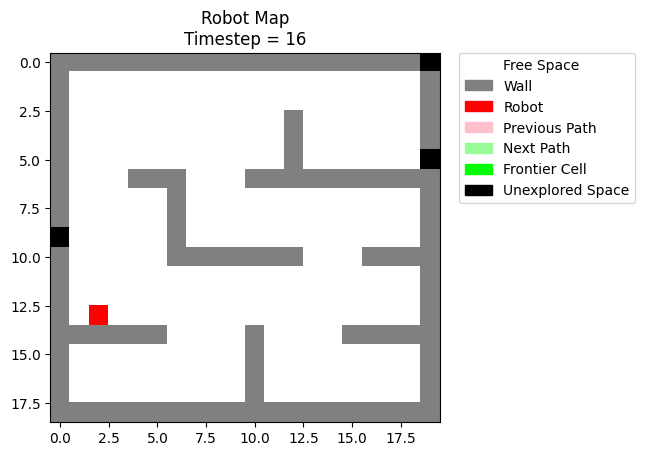 Robot Map
Timestep = 16
0.0
2.5
5.0
7.5
10.0
12.5
15.0
17.5
0.0 2.5 5.0 7.5 10.0 12.5 15.0 17.5
Free Space
Wall
Robot
Previous Path
Next Path
Frontier Cell
Unexplored Space